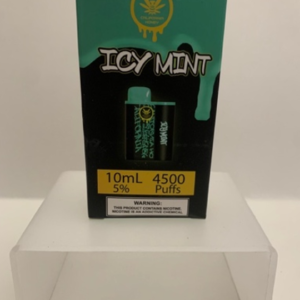 ICY MINT
10mL 4500
5% Puffs
WARNING:
THIS PRODUCT CONTAINS NICOTINE.
NICOTINE IS AN ADDICTIVE CHEMICAL.